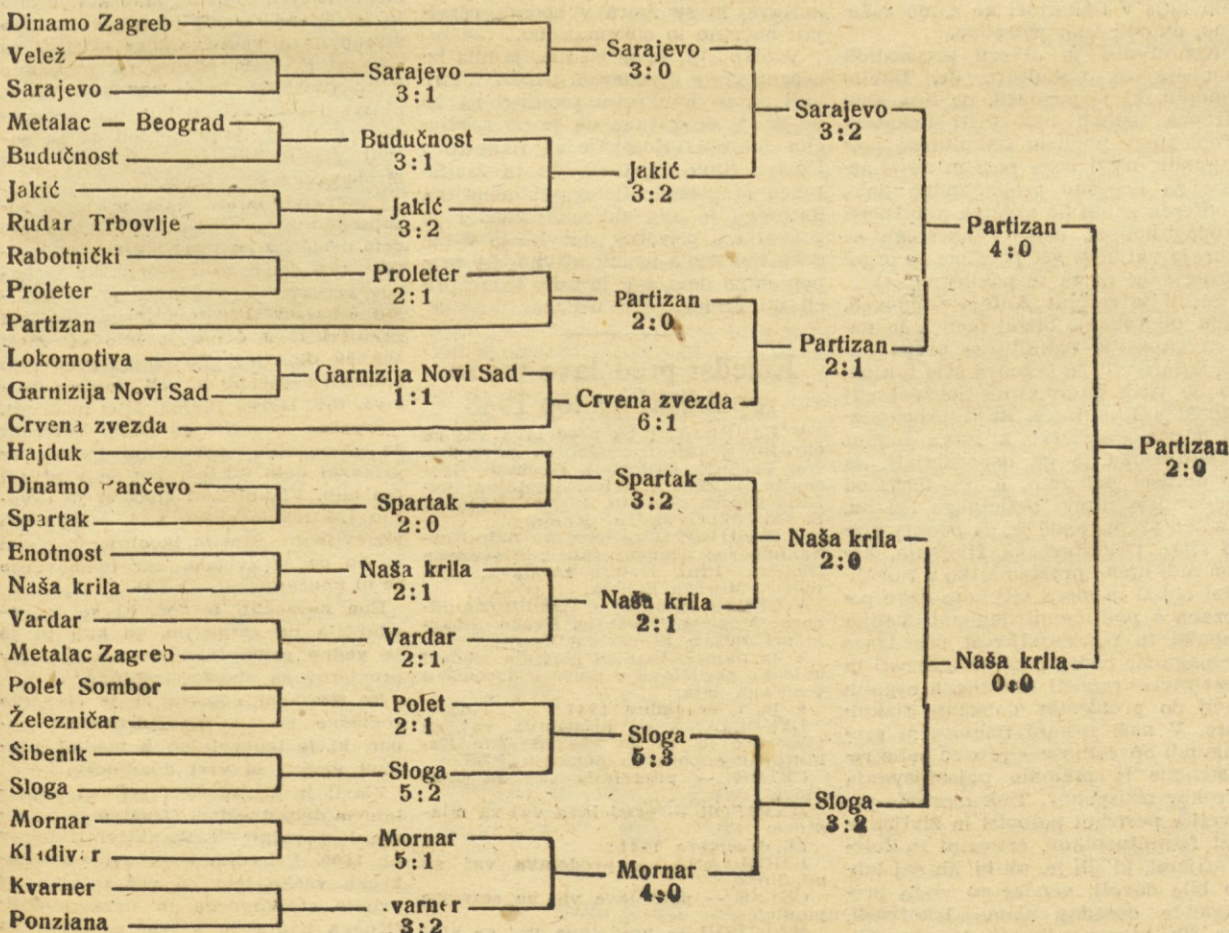 Dinamo Zagreb
Velež
Sarajevo
Metalac — Beograd
Budučnost
Jakić
Rudar Trbovlje
Rabotnički
Proleter
Partizan
Lokomotiva
Garnizija Novi Sad
Crvena zvezda
Hajduk
Dinamo
Spartak
Enotnost
Naša krila
Vardar
Metalac Zagreb
Polet Sombor
Železničar
Šibenik
Sloga
Mornar
Kvarner
Ponziana
Sarajevo
3:1
Budučnost
3:1
Jakić
3:2
Proleter
2:1
Garnizija Novi Sad
1:1
Spartak
2:0
Naša krila
2:1
Vardar
2:1
Polet
2:1
Sloga
5:2
Mornar
5:1
3:2
Sarajevo
3:0
Jakić
3:2
Partizan
2:0
Crvena zvezda
6:1
Spartak
3:2
Naša krila
2:1
Sloga
5:3
Mornar
4:0
Sarajevo
3:2
Partizan
2:1
Naša krila
2:0
Sloga
3:2
Partizan
4:0
Naša krila
0:0
Partizan
2:0